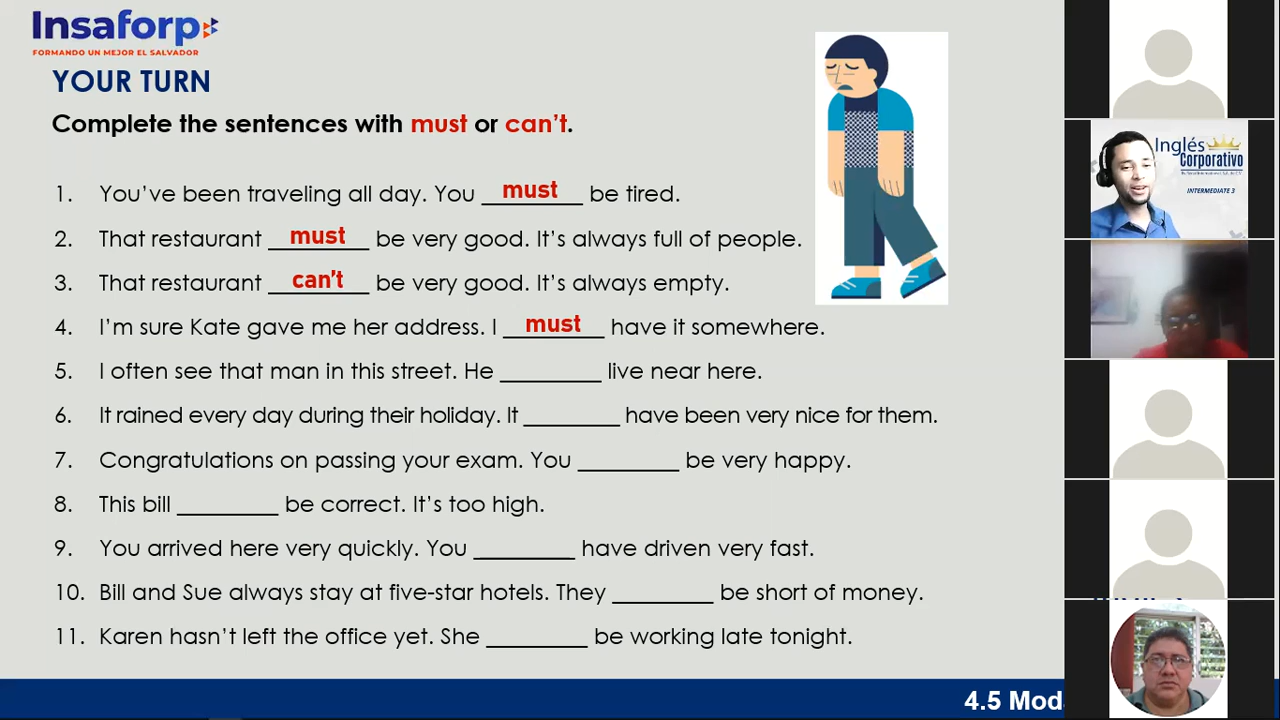 Insaforp
FORMANDO UN MEJOR EL SALVADOR
YOUR TURN
Complete the sentences with must or can't.
1. You've been traveling all day. You must be tired.
2. That restaurant must be very good. It's always full of people.
3. That restaurant can't be very good. It's always empty.
4. I'm sure Kate gave me her address. I must have it somewhere.
5. I often see that man in this street. He ________ live near here.
6. It rained every day during their holiday. It ________ have been very nice for them.
7. Congratulations on passing your exam. You ________ be very happy.
8. This bill ________ be correct. It's too high.
9. You arrived here very quickly. You ________ have driven very fast.
10. Bill and Sue always stay at five-star hotels. They ________ be short of money.
11. Karen hasn't left the office yet. She ________ be working late tonight.
4.5 Mod
Inglés
Corporativo
INTERMEDIATE 3